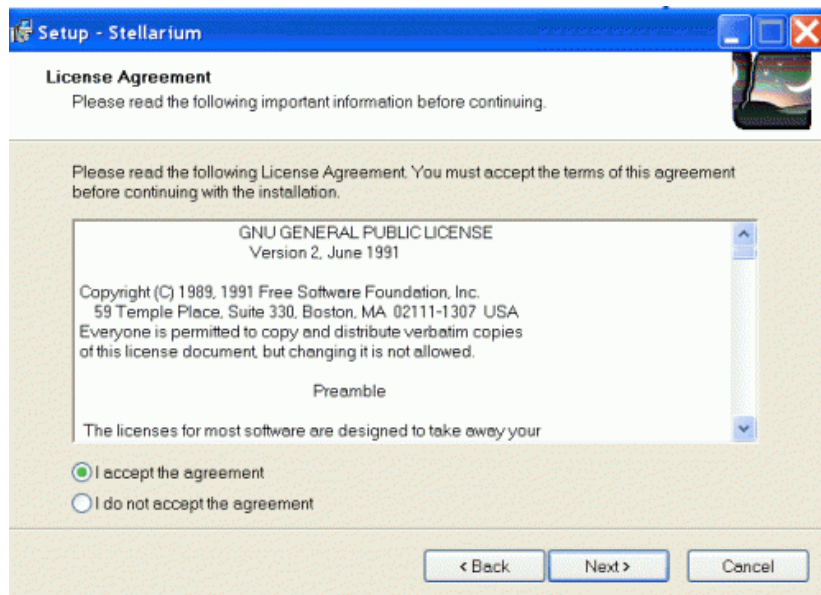 Setup - Stellarium
License Agreement
Please read the following important information before continuing.
Please read the following License Agreement. You must accept the terms of this agreement
before continuing with the installation.
GNU GENERAL PUBLIC LICENSE
Version 2, June 1991
Copyright (C) 1989, 1991 Free Software Foundation, Inc.
59 Temple Place, Suite 330, Boston, MA 02111-1307 USA
Everyone is permitted to copy and distribute verbatim copies
of this license document, but changing it is not allowed.
Preamble
The licenses for most software are designed to take away your
I accept the agreement
I do not accept the agreement
< Back Next > Cancel